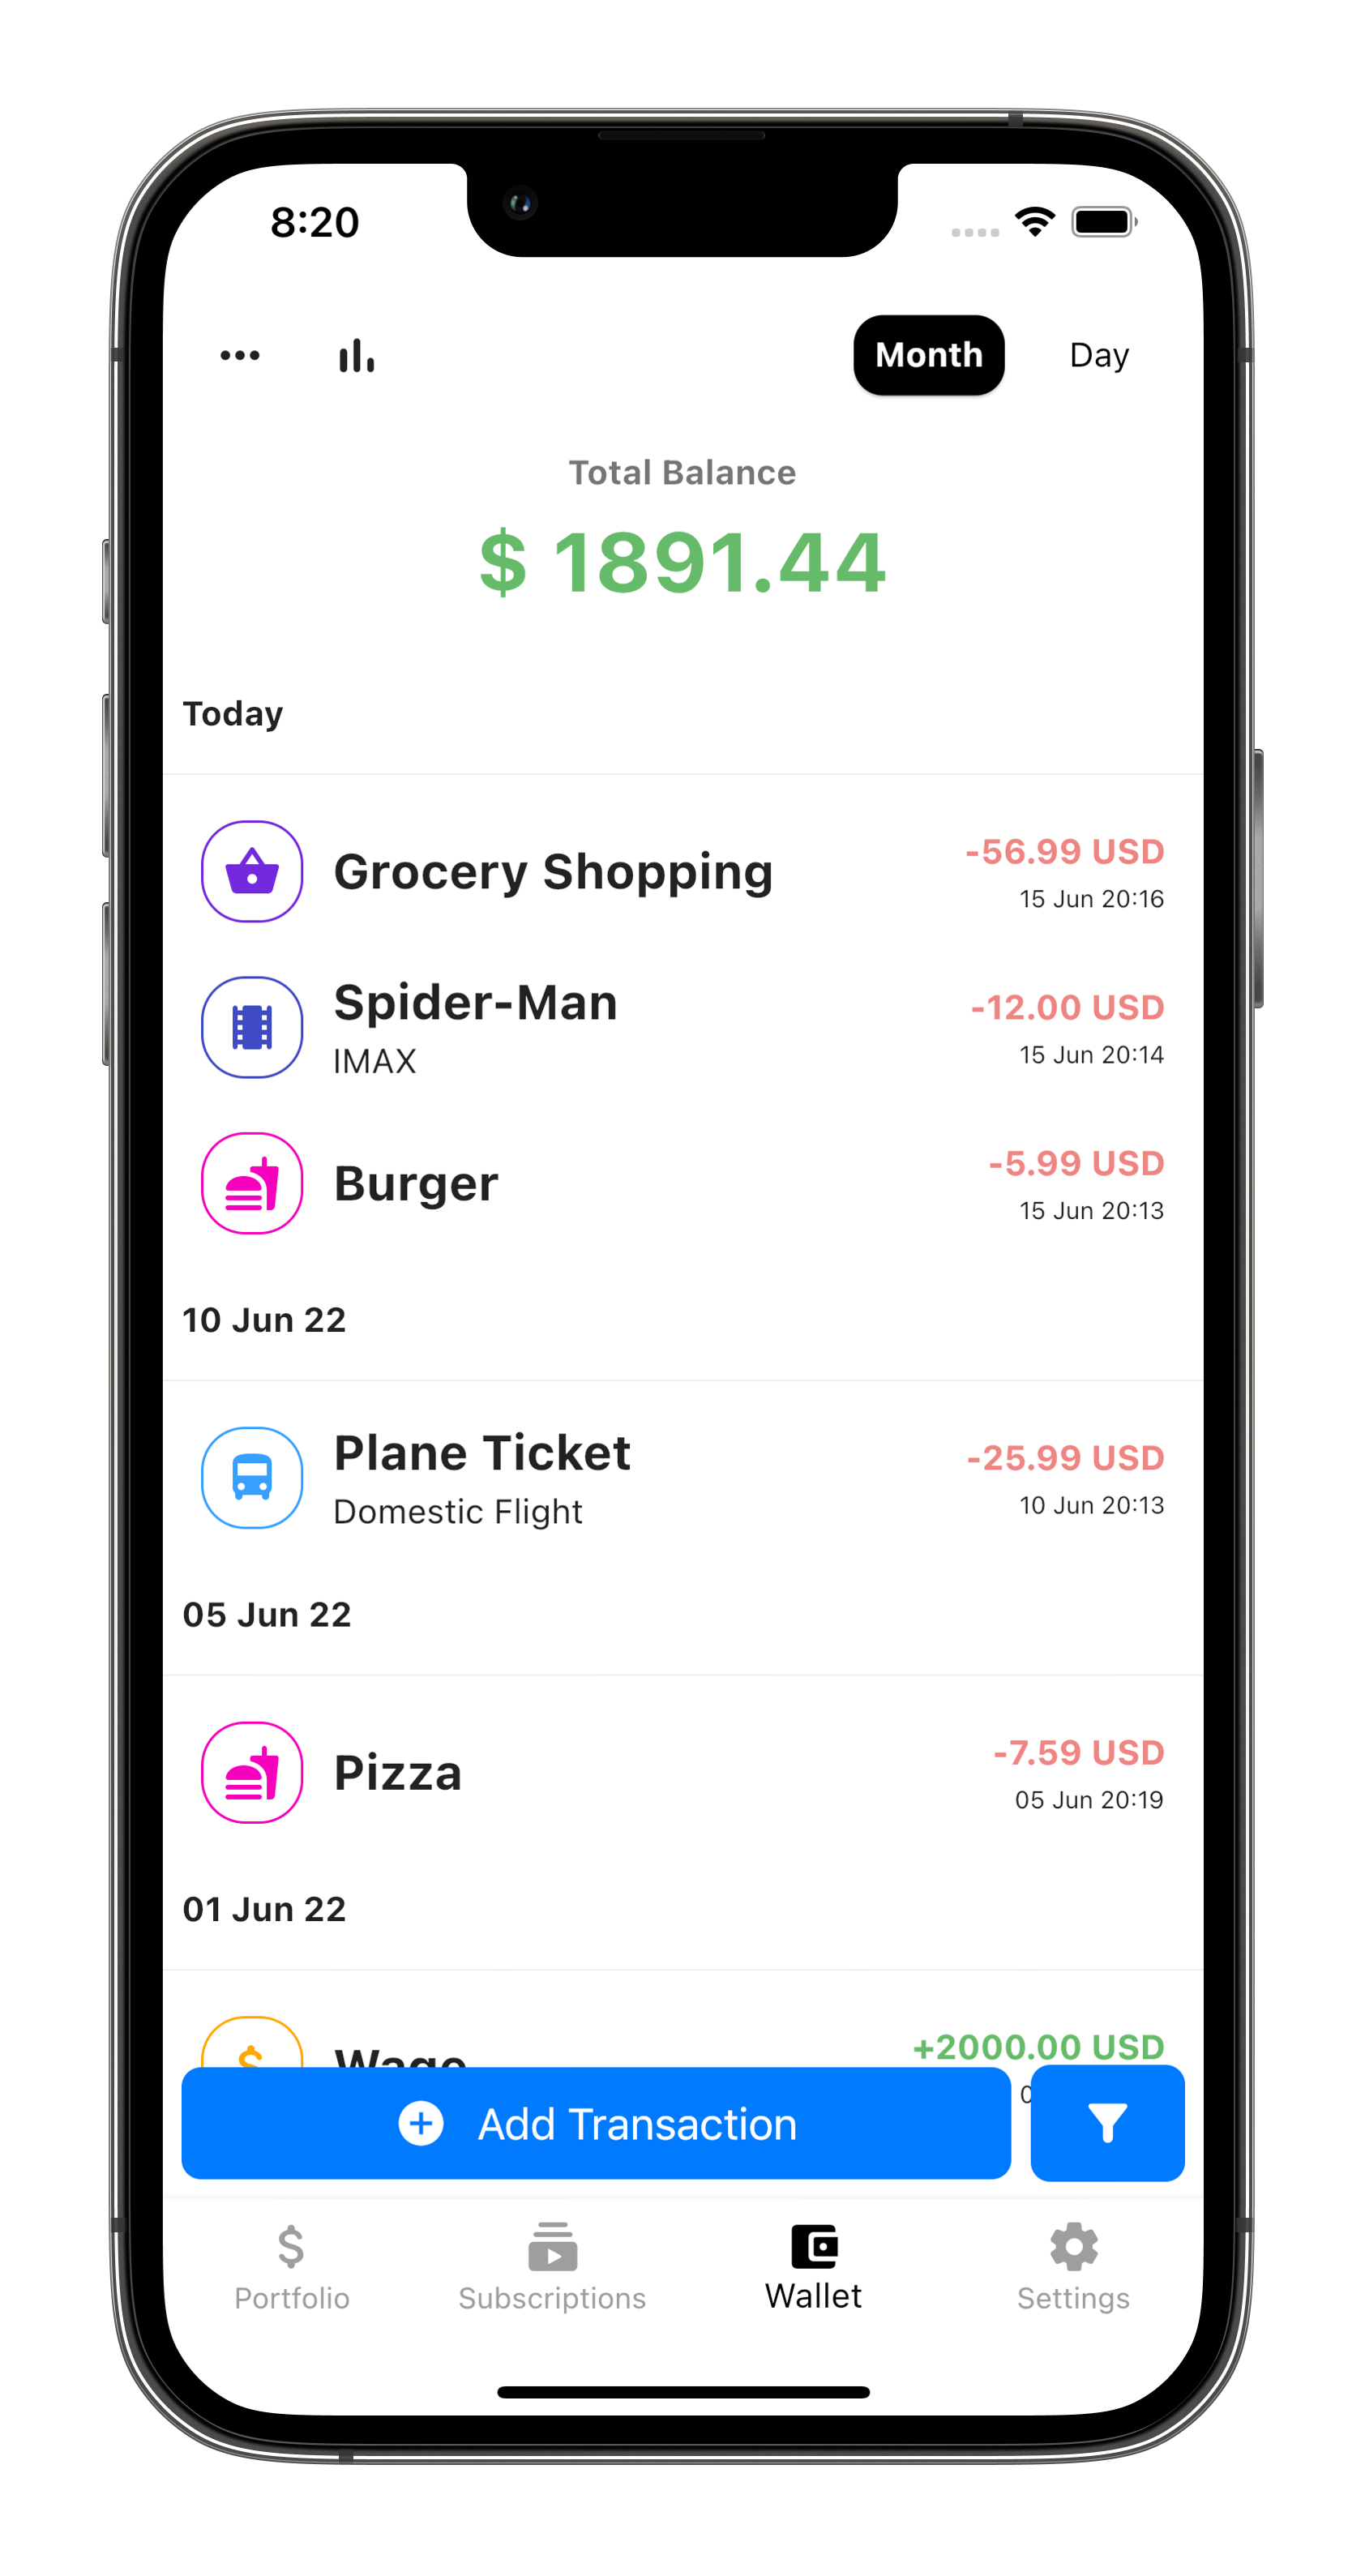 8:20
Month
Day
Total Balance
$ 1891.44
Today
Grocery Shopping
-56.99 USD
15 Jun 20:16
Spider-Man
IMAX
-12.00 USD
15 Jun 20:14
Burger
-5.99 USD
15 Jun 20:13
10 Jun 22
Plane Ticket
Domestic Flight
-25.99 USD
10 Jun 20:13
05 Jun 22
Pizza
-7.59 USD
05 Jun 20:19
01 Jun 22
Wage
+2000.00 USD
Add Transaction
Portfolio
Subscriptions
Wallet
Settings